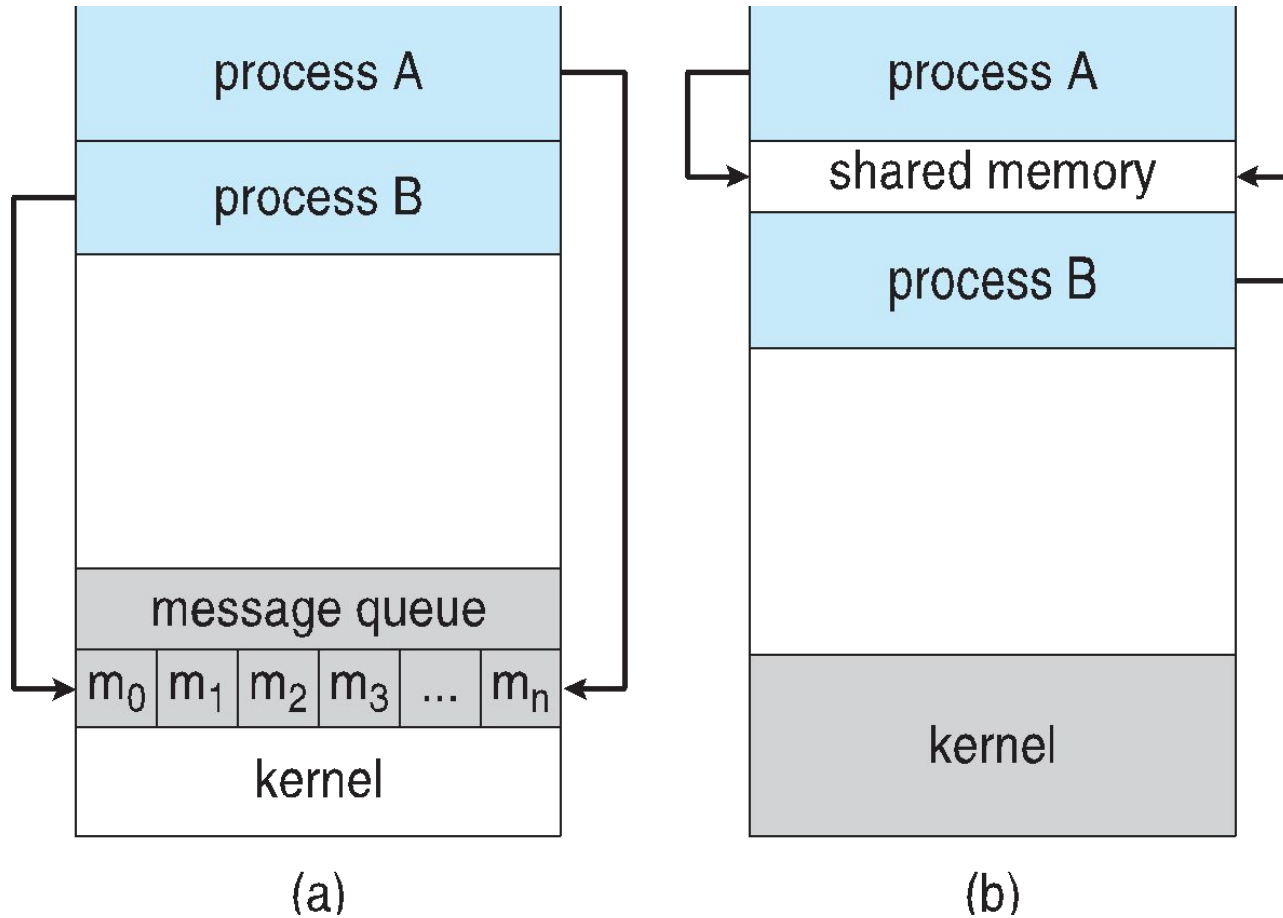 process A
process B
message queue
m₀ m₁ m₂ m₃ ... mₙ
kernel
(a)
process A
shared memory
process B
kernel
(b)